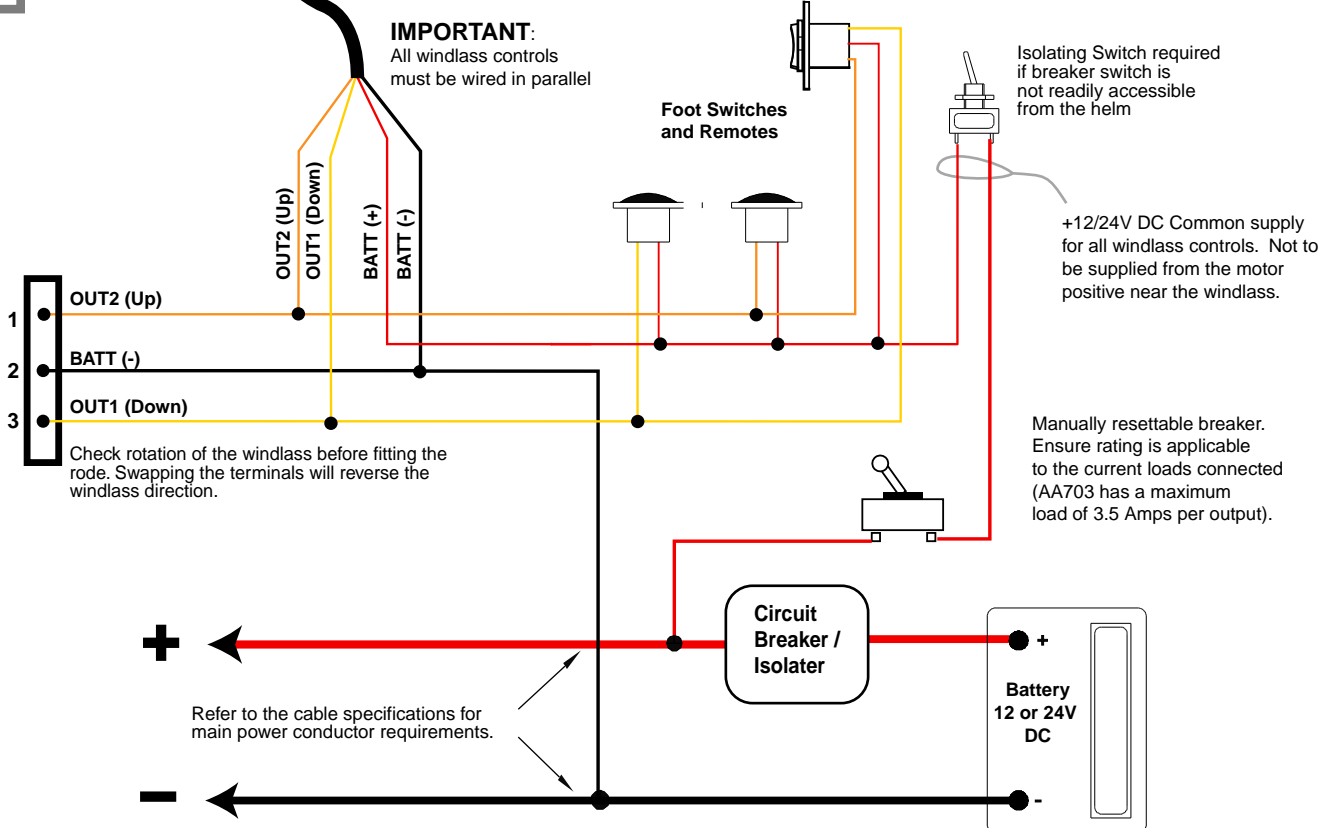 IMPORTANT:
All windlass controls
must be wired in parallel
Foot Switches
and Remotes
Isolating Switch required
if breaker switch is
not readily accessible
from the helm
+12/24V DC Common supply
for all windlass controls.  Not to
be supplied from the motor
positive near the windlass.
OUT2 (Up)
OUT1 (Down)
BATT (+)
BATT (-)
1
OUT2 (Up)
2
BATT (-)
3
OUT1 (Down)
Check rotation of the windlass before fitting the
rode. Swapping the terminals will reverse the
windlass direction.
Manually resettable breaker.
Ensure rating is applicable
to the current loads connected
(AA703 has a maximum
load of 3.5 Amps per output).
Circuit
Breaker /
Isolater
+
+
Battery
12 or 24V
DC
Refer to the cable specifications for
main power conductor requirements.
-
-